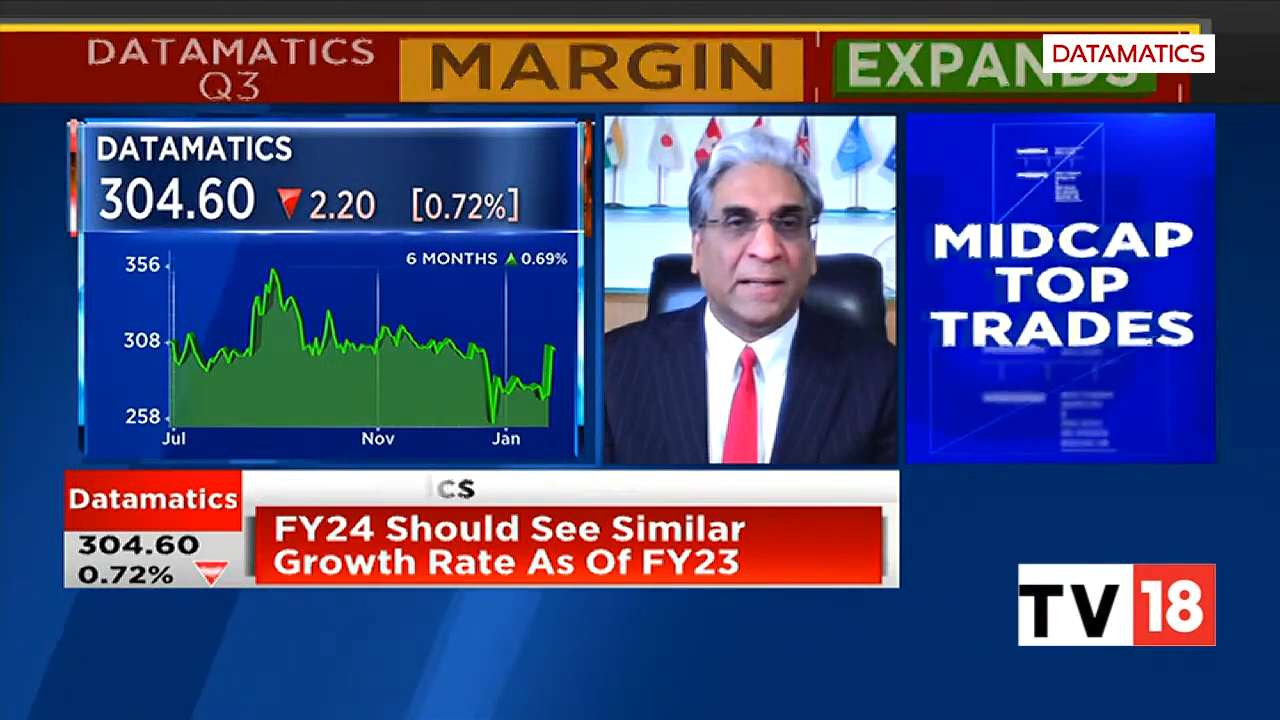 DATAMATICS
Q3
MARGIN
EXPANDS
DATAMATICS
DATAMATICS
304.60 ▼ 2.20 [0.72%]
6 MONTHS ▲ 0.69%
356
308
258
Jul Nov Jan
MIDCAP
TOP
TRADES
Datamatics
304.60
0.72% ▼
CS
FY24 Should See Similar
Growth Rate As Of FY23
TV18